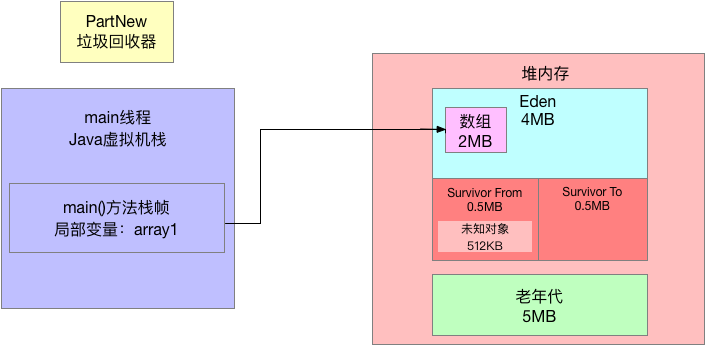 PartNew
垃圾回收器
main线程
Java虚拟机栈
main()方法栈帧
局部变量：array1
堆内存
Eden
4MB
数组
2MB
Survivor From
0.5MB
未知对象
512KB
Survivor To
0.5MB
老年代
5MB